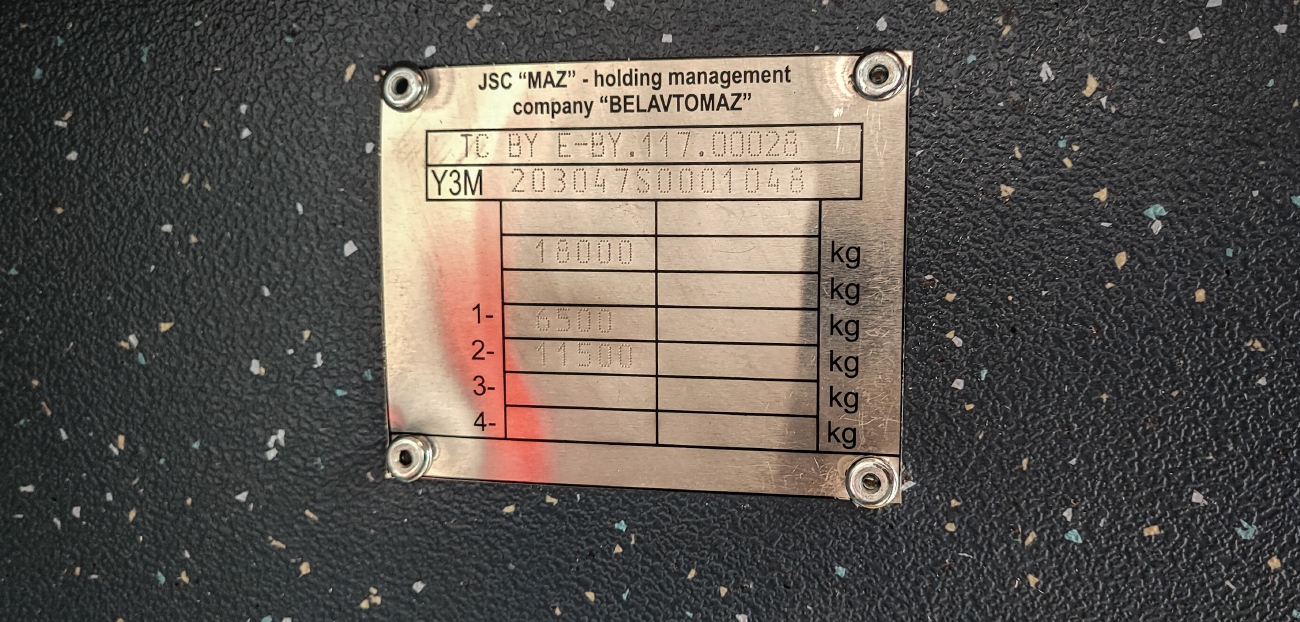 JSC “MAZ” - holding management
company “BELAVTOMAZ”
TC BY E-BY.117.00028
Y3M 203047S0001048
18000 kg
kg
1- 6500 kg
2- 11500 kg
3- kg
4- kg